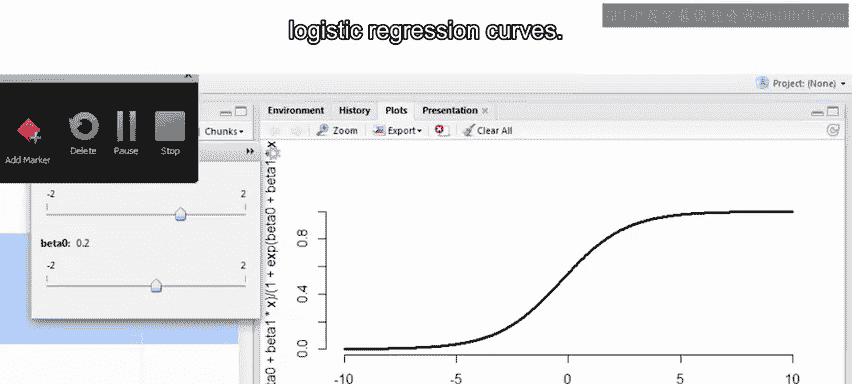 logistic regression curves.
Project: (None)
Environment History Plots Presentation
Chunks
Zoom Export Clear All
Add Marker Delete Pause Stop
-2 2
beta0: 0.2
-2 2
eta0 + beta1 * x)/(1 + exp(beta0 + beta1 * x
0.8
0.4
0.0
-10 -5 0 5 10